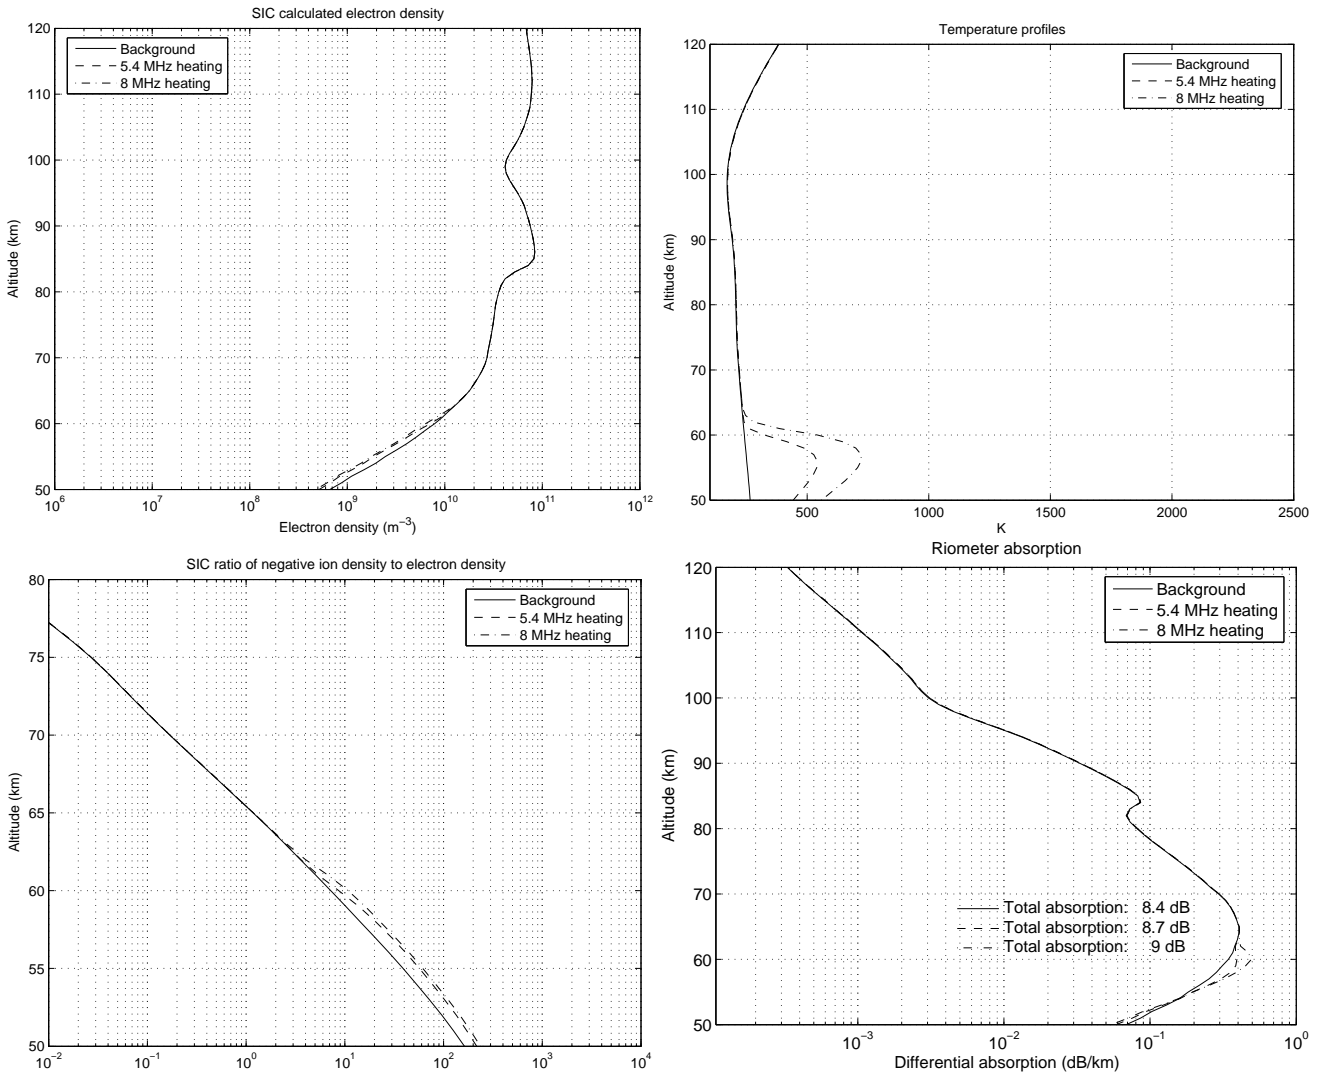 SIC calculated electron density
120
110
100
90
80
70
60
50
Altitude (km)
Background
5.4 MHz heating
8 MHz heating
10^6 10^7 10^8 10^9 10^10 10^11 10^12
Electron density (m^−3)
Temperature profiles
120
110
100
90
80
70
60
50
Altitude (km)
Background
5.4 MHz heating
8 MHz heating
500 1000 1500 2000 2500
K
SIC ratio of negative ion density to electron density
80
75
70
65
60
55
50
Altitude (km)
Background
5.4 MHz heating
8 MHz heating
10^−2 10^−1 10^0 10^1 10^2 10^3 10^4
Riometer absorption
120
110
100
90
80
70
60
50
Altitude (km)
Background
5.4 MHz heating
8 MHz heating
Total absorption: 8.4 dB
Total absorption: 8.7 dB
Total absorption: 9 dB
10^−3 10^−2 10^−1 10^0
Differential absorption (dB/km)